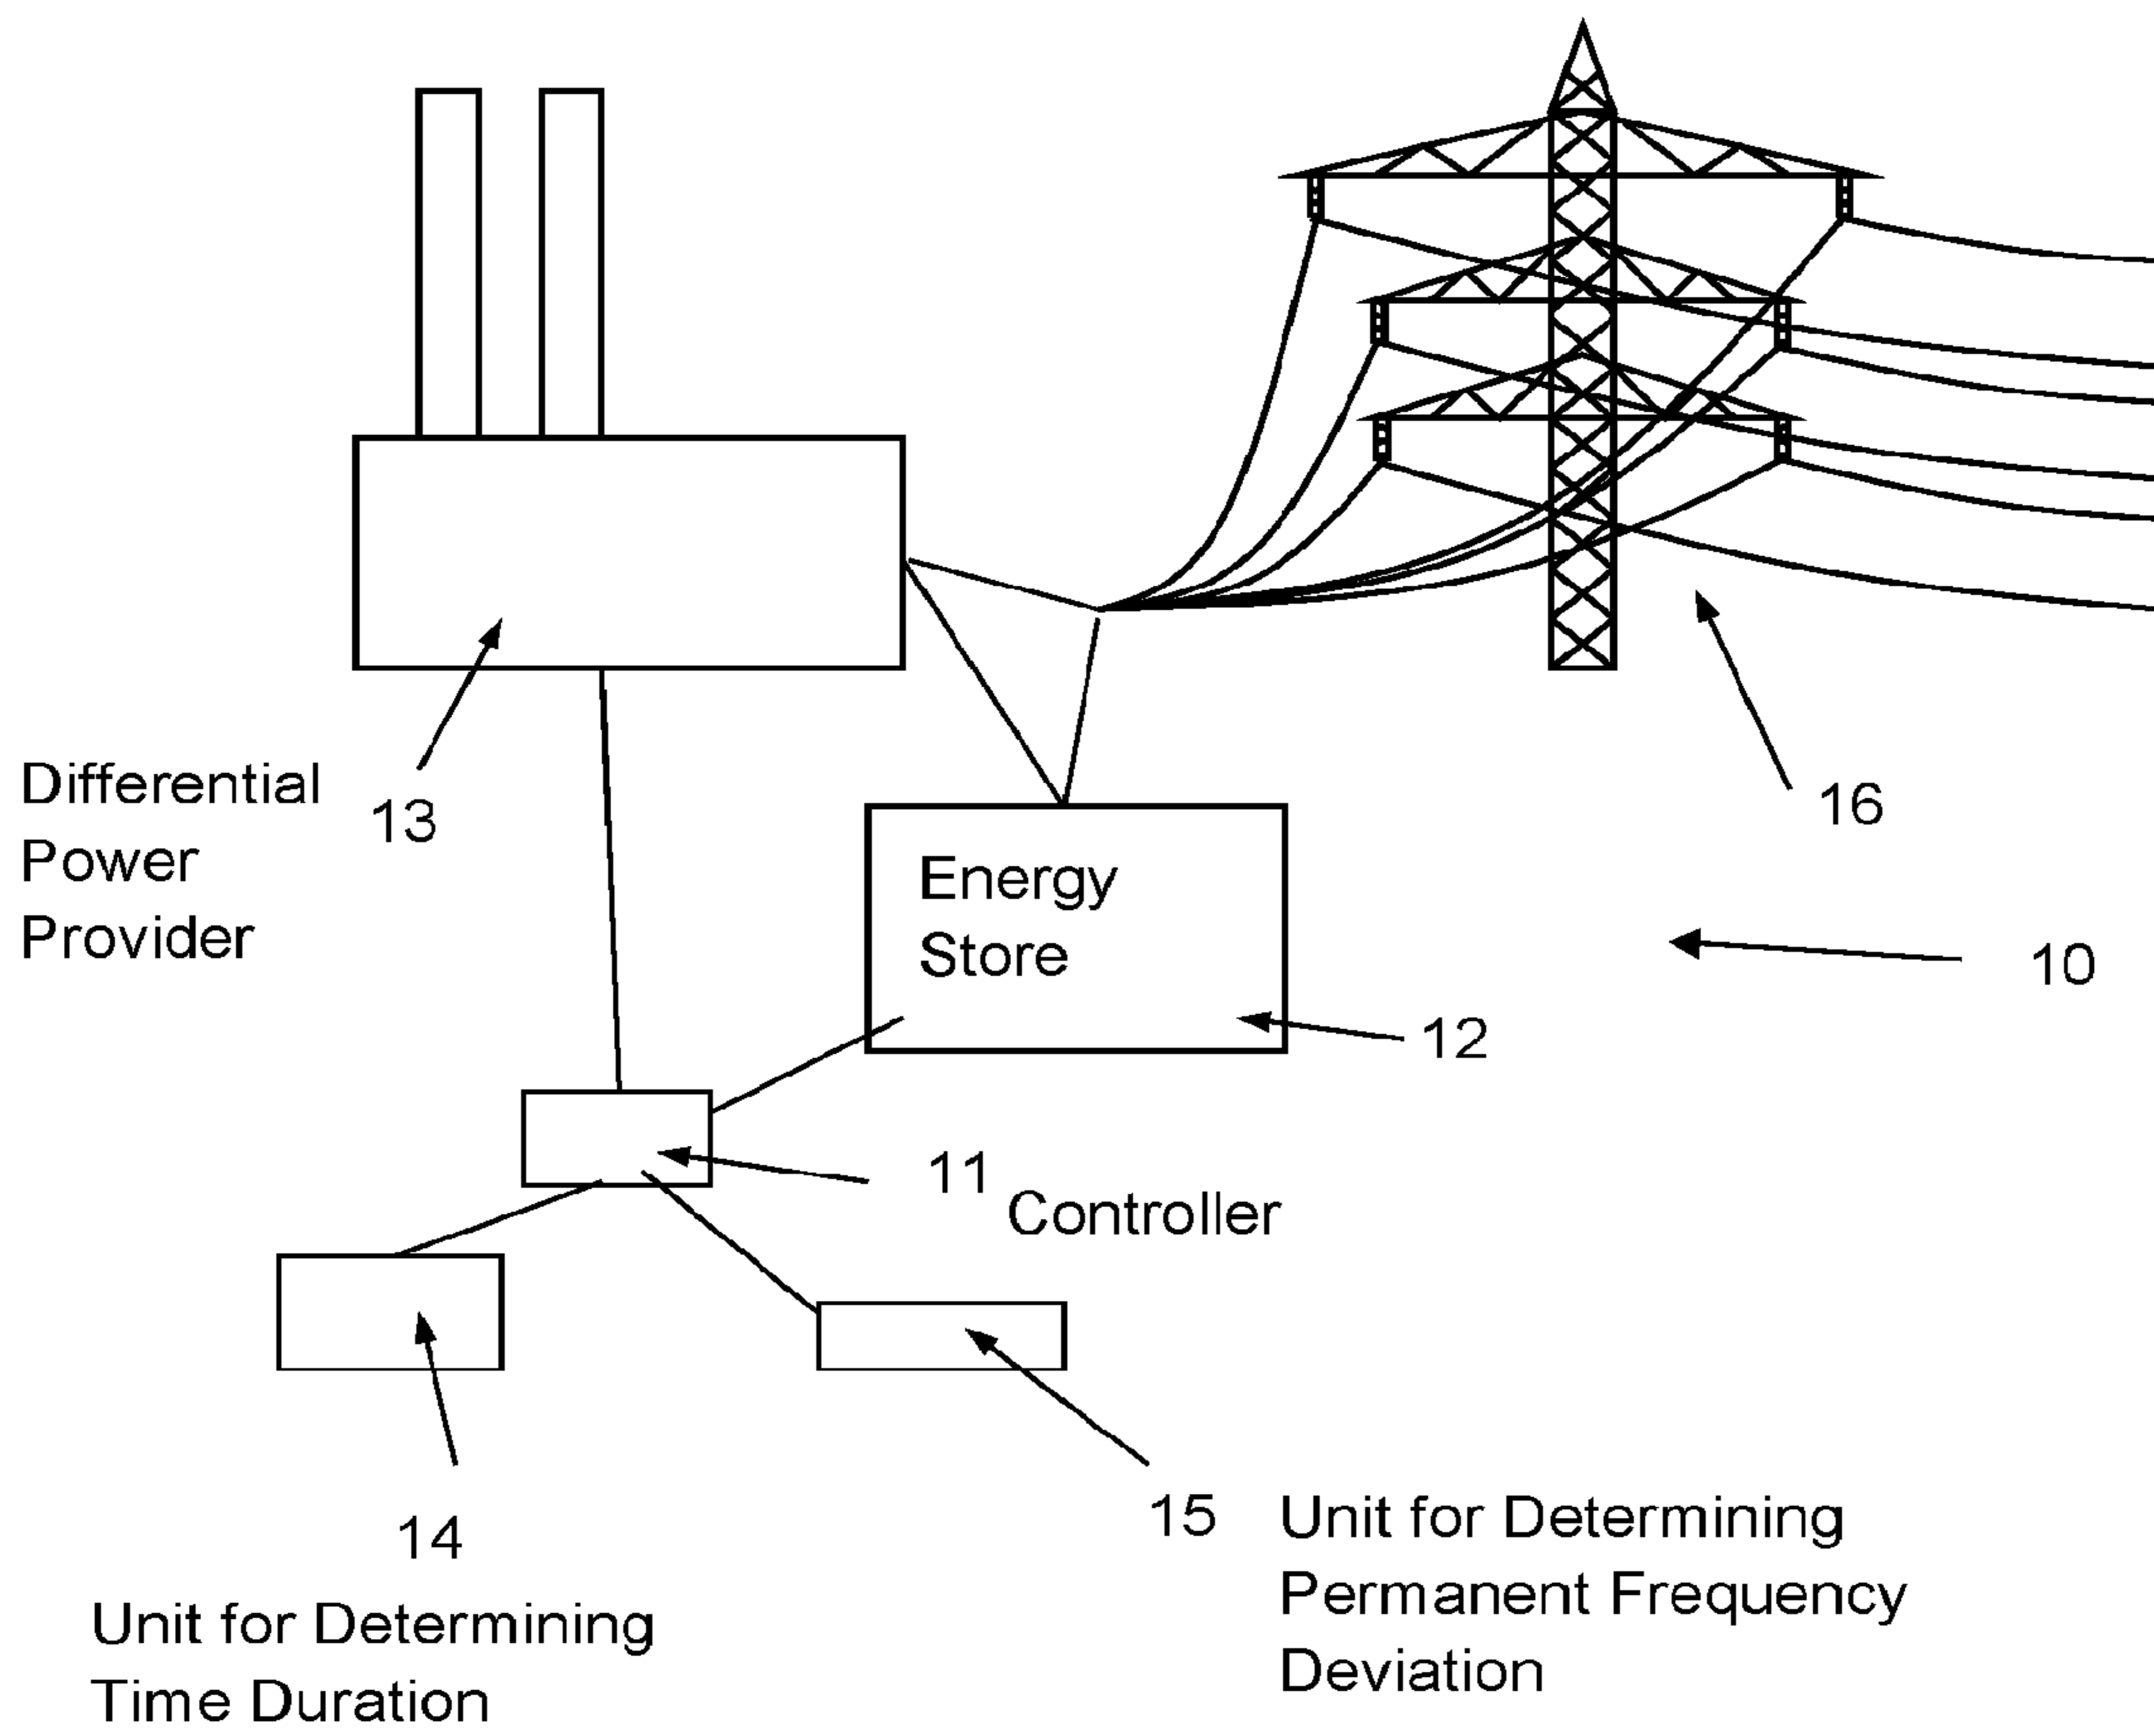 Differential
Power
Provider
13
16
Energy
Store
10
12
11
Controller
14
Unit for Determining
Time Duration
15
Unit for Determining
Permanent Frequency
Deviation